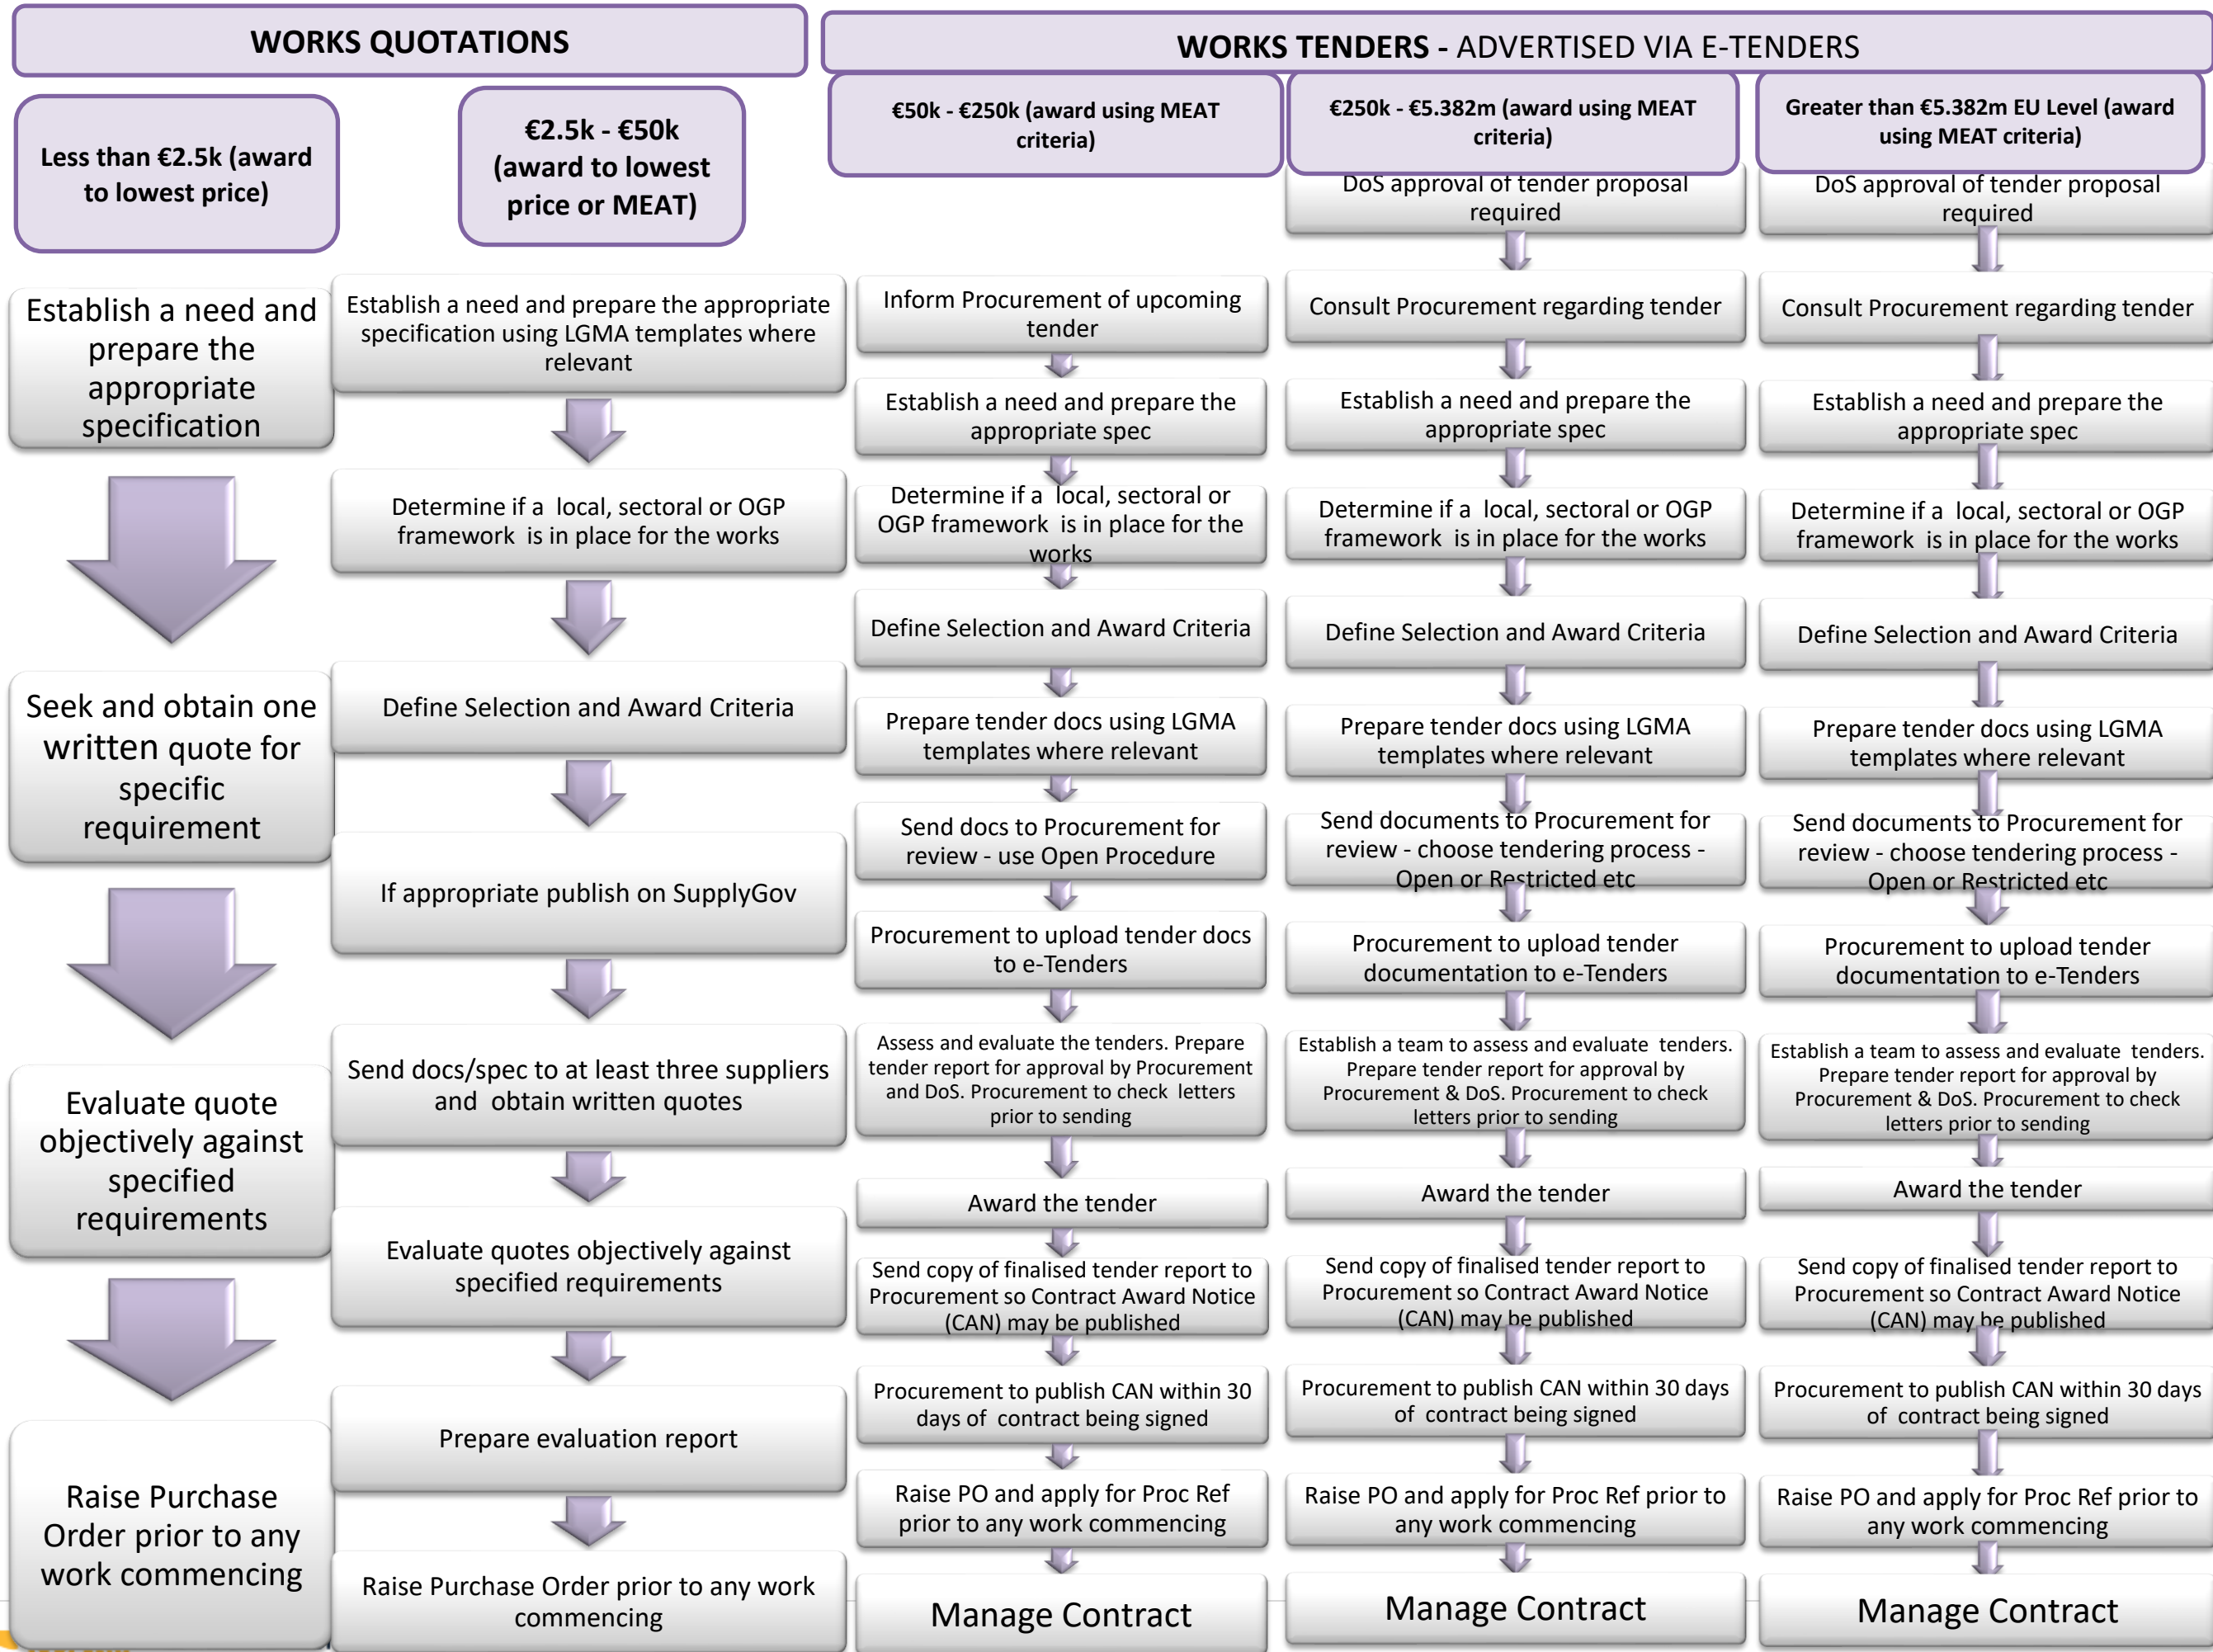 WORKS QUOTATIONS
Less than €2.5k (award
to lowest price)
Establish a need and
prepare the
appropriate
specification
Seek and obtain one
written quote for
specific
requirement
Evaluate quote
objectively against
specified
requirements
Raise Purchase
Order prior to any
work commencing
€2.5k - €50k
(award to lowest
price or MEAT)
Establish a need and prepare the appropriate
specification using LGMA templates where
relevant
Determine if a local, sectoral or OGP
framework is in place for the works
Define Selection and Award Criteria
If appropriate publish on SupplyGov
Send docs/spec to at least three suppliers
and obtain written quotes
Evaluate quotes objectively against
specified requirements
Prepare evaluation report
Raise Purchase Order prior to any work
commencing
WORKS TENDERS - ADVERTISED VIA E-TENDERS
€50k - €250k (award using MEAT
criteria)
Inform Procurement of upcoming
tender
Establish a need and prepare the
appropriate spec
Determine if a local, sectoral or
OGP framework is in place for the
works
Define Selection and Award Criteria
Prepare tender docs using LGMA
templates where relevant
Send docs to Procurement for
review - use Open Procedure
Procurement to upload tender docs
to e-Tenders
Assess and evaluate the tenders. Prepare
tender report for approval by Procurement
and DoS. Procurement to check letters
prior to sending
Award the tender
Send copy of finalised tender report to
Procurement so Contract Award Notice
(CAN) may be published
Procurement to publish CAN within 30
days of contract being signed
Raise PO and apply for Proc Ref
prior to any work commencing
Manage Contract
€250k - €5.382m (award using MEAT
criteria)
DoS approval of tender proposal
required
Consult Procurement regarding tender
Establish a need and prepare the
appropriate spec
Determine if a local, sectoral or OGP
framework is in place for the works
Define Selection and Award Criteria
Prepare tender docs using LGMA
templates where relevant
Send documents to Procurement for
review - choose tendering process -
Open or Restricted etc
Procurement to upload tender
documentation to e-Tenders
Establish a team to assess and evaluate tenders.
Prepare tender report for approval by
Procurement & DoS. Procurement to check
letters prior to sending
Award the tender
Send copy of finalised tender report to
Procurement so Contract Award Notice
(CAN) may be published
Procurement to publish CAN within 30 days
of contract being signed
Raise PO and apply for Proc Ref prior to
any work commencing
Manage Contract
Greater than €5.382m EU Level (award
using MEAT criteria)
DoS approval of tender proposal
required
Consult Procurement regarding tender
Establish a need and prepare the
appropriate spec
Determine if a local, sectoral or OGP
framework is in place for the works
Define Selection and Award Criteria
Prepare tender docs using LGMA
templates where relevant
Send documents to Procurement for
review - choose tendering process -
Open or Restricted etc
Procurement to upload tender
documentation to e-Tenders
Establish a team to assess and evaluate tenders.
Prepare tender report for approval by
Procurement & DoS. Procurement to check
letters prior to sending
Award the tender
Send copy of finalised tender report to
Procurement so Contract Award Notice
(CAN) may be published
Procurement to publish CAN within 30 days
of contract being signed
Raise PO and apply for Proc Ref prior to
any work commencing
Manage Contract